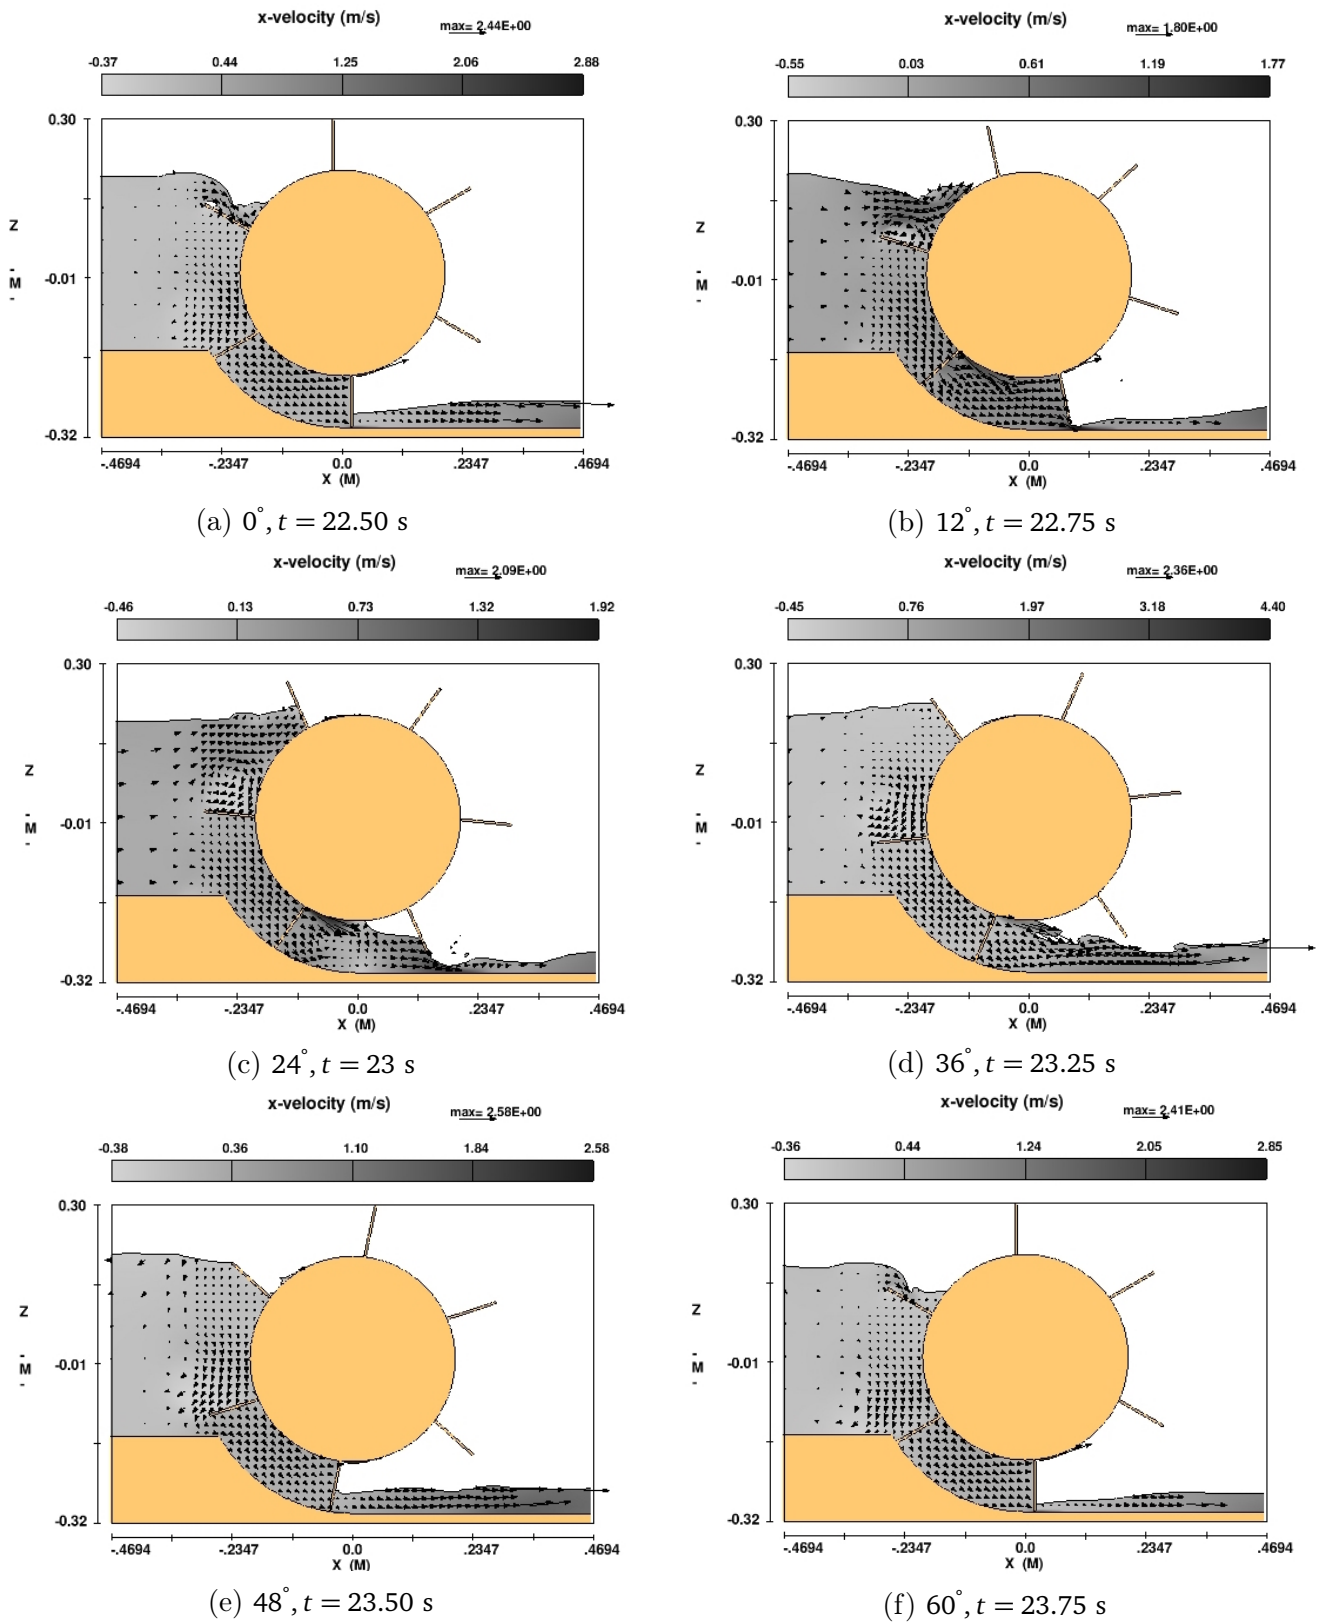 x-velocity (m/s)
max= 2.44E+00
-0.37 0.44 1.25 2.06 2.88
0.30
Z
-0.01
-M-
-0.32
-.4694 -.2347 0.0 .2347 .4694
X (M)
(a) 0°, t = 22.50 s
x-velocity (m/s)
max= 1.80E+00
-0.55 0.03 0.61 1.19 1.77
0.30
Z
-0.01
-M-
-0.32
-.4694 -.2347 0.0 .2347 .4694
X (M)
(b) 12°, t = 22.75 s
x-velocity (m/s)
max= 2.09E+00
-0.46 0.13 0.73 1.32 1.92
0.30
Z
-0.01
-M-
-0.32
-.4694 -.2347 0.0 .2347 .4694
X (M)
(c) 24°, t = 23 s
x-velocity (m/s)
max= 2.36E+00
-0.45 0.76 1.97 3.18 4.40
0.30
Z
-0.01
-M-
-0.32
-.4694 -.2347 0.0 .2347 .4694
X (M)
(d) 36°, t = 23.25 s
x-velocity (m/s)
max= 2.58E+00
-0.38 0.36 1.10 1.84 2.58
0.30
Z
-0.01
-M-
-0.32
-.4694 -.2347 0.0 .2347 .4694
X (M)
(e) 48°, t = 23.50 s
x-velocity (m/s)
max= 2.41E+00
-0.36 0.44 1.24 2.05 2.85
0.30
Z
-0.01
-M-
-0.32
-.4694 -.2347 0.0 .2347 .4694
X (M)
(f) 60°, t = 23.75 s